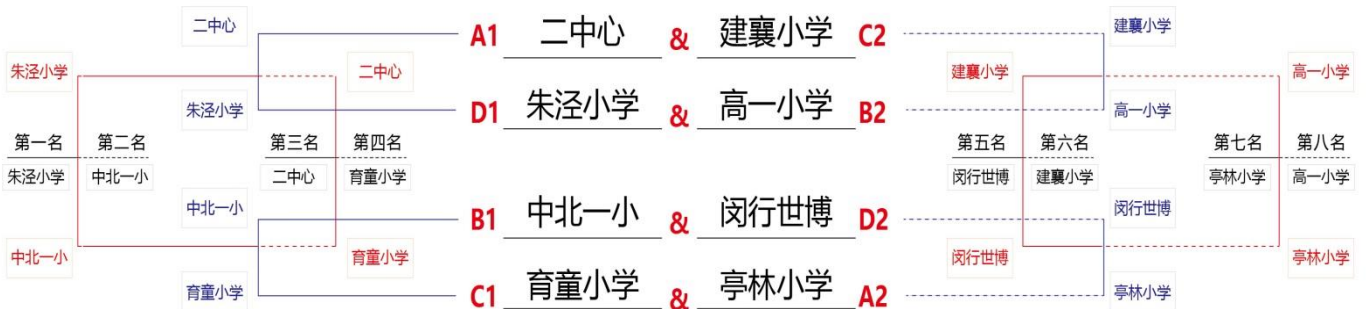 二中心
A1 二中心 & 建襄小学 C2
建襄小学
朱泾小学
二中心
建襄小学
高一小学
朱泾小学
D1 朱泾小学 & 高一小学 B2
高一小学
第一名 第二名
第三名 第四名
第五名 第六名
第七名 第八名
朱泾小学 中北一小
二中心 育童小学
闵行世博 建襄小学
亭林小学 高一小学
中北一小
B1 中北一小 & 闵行世博 D2
闵行世博
中北一小
育童小学
闵行世博
亭林小学
育童小学
C1 育童小学 & 亭林小学 A2
亭林小学